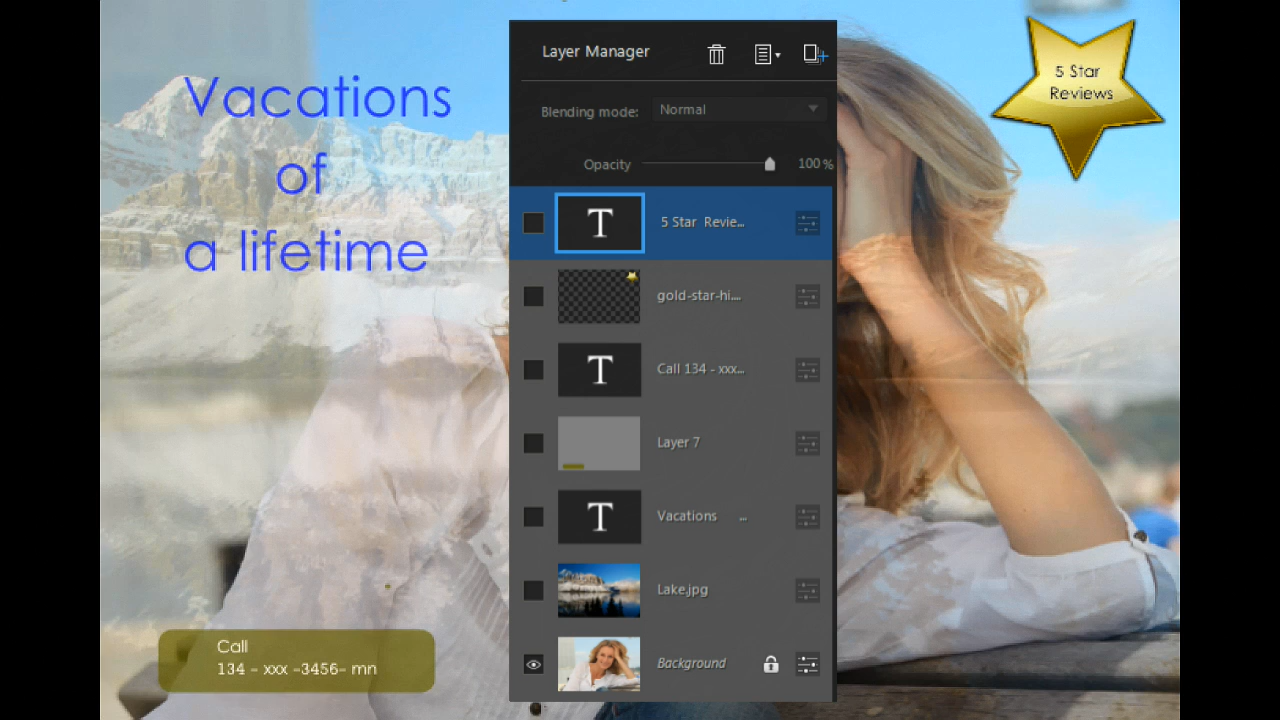 Vacations
of
a lifetime
Layer Manager
Blending mode: Normal
Opacity 100 %
T 5 Star Revie...
gold-star-hi....
T Call 134 - xxx...
Layer 7
T Vacations ...
Lake.jpg
Background
5 Star
Reviews
Call
134 - xxx -3456- mn